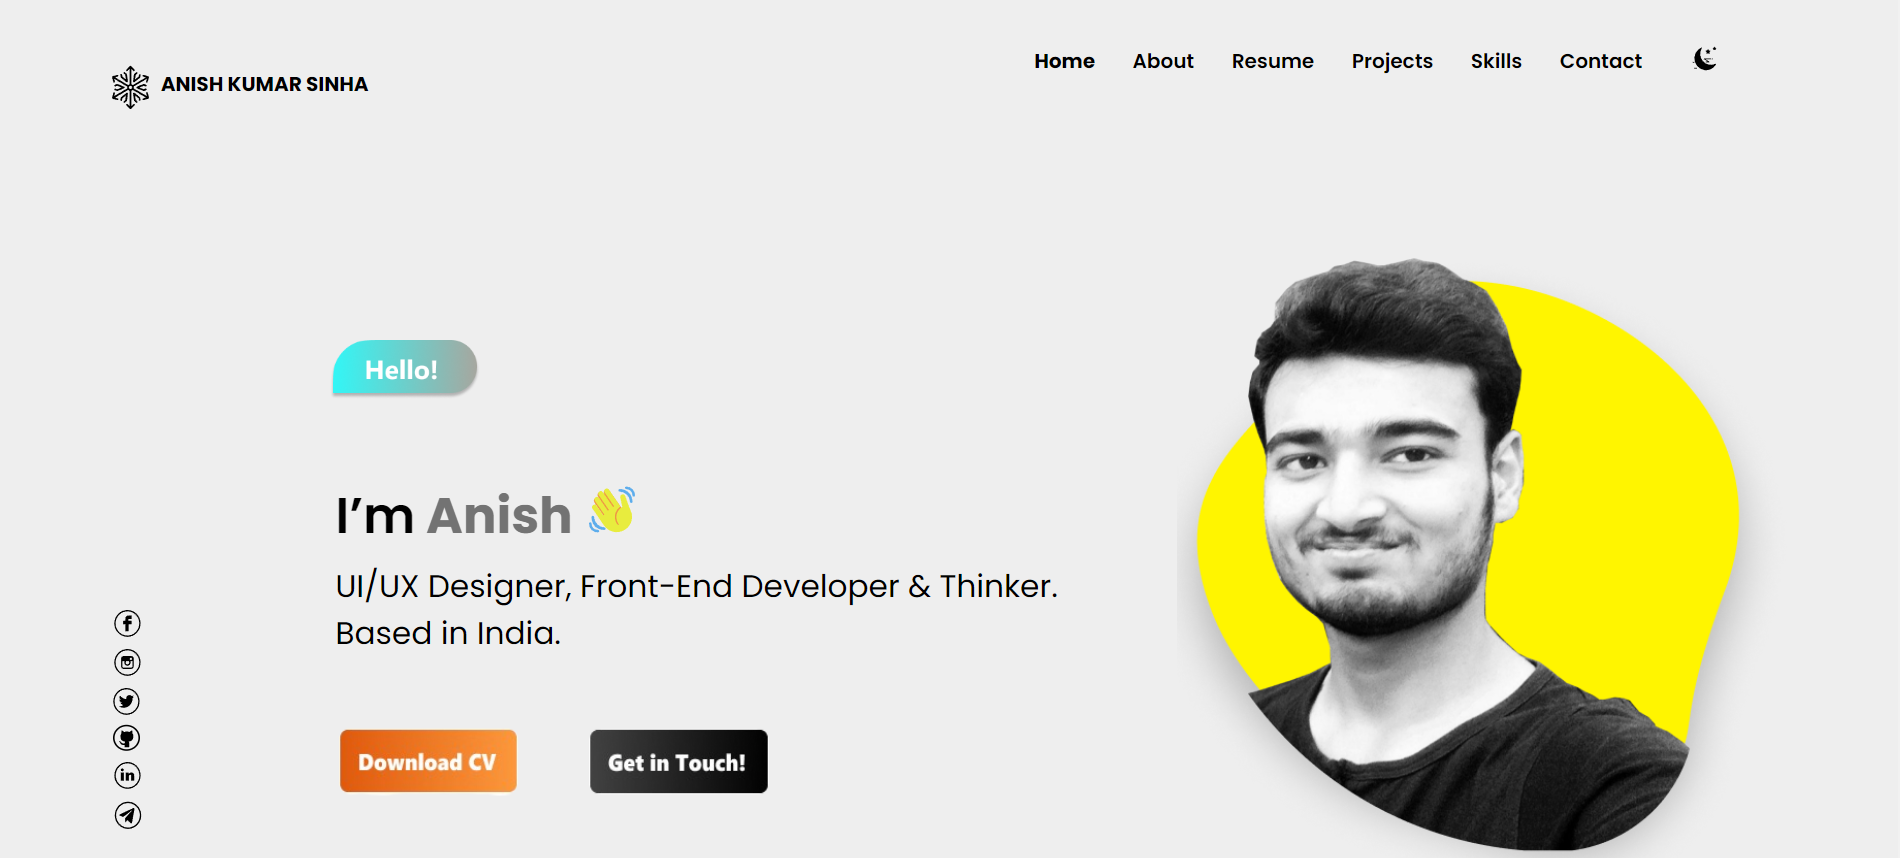 ANISH KUMAR SINHA
Home About Resume Projects Skills Contact
Hello!
I’m Anish
UI/UX Designer, Front-End Developer & Thinker.
Based in India.
Download CV
Get in Touch!